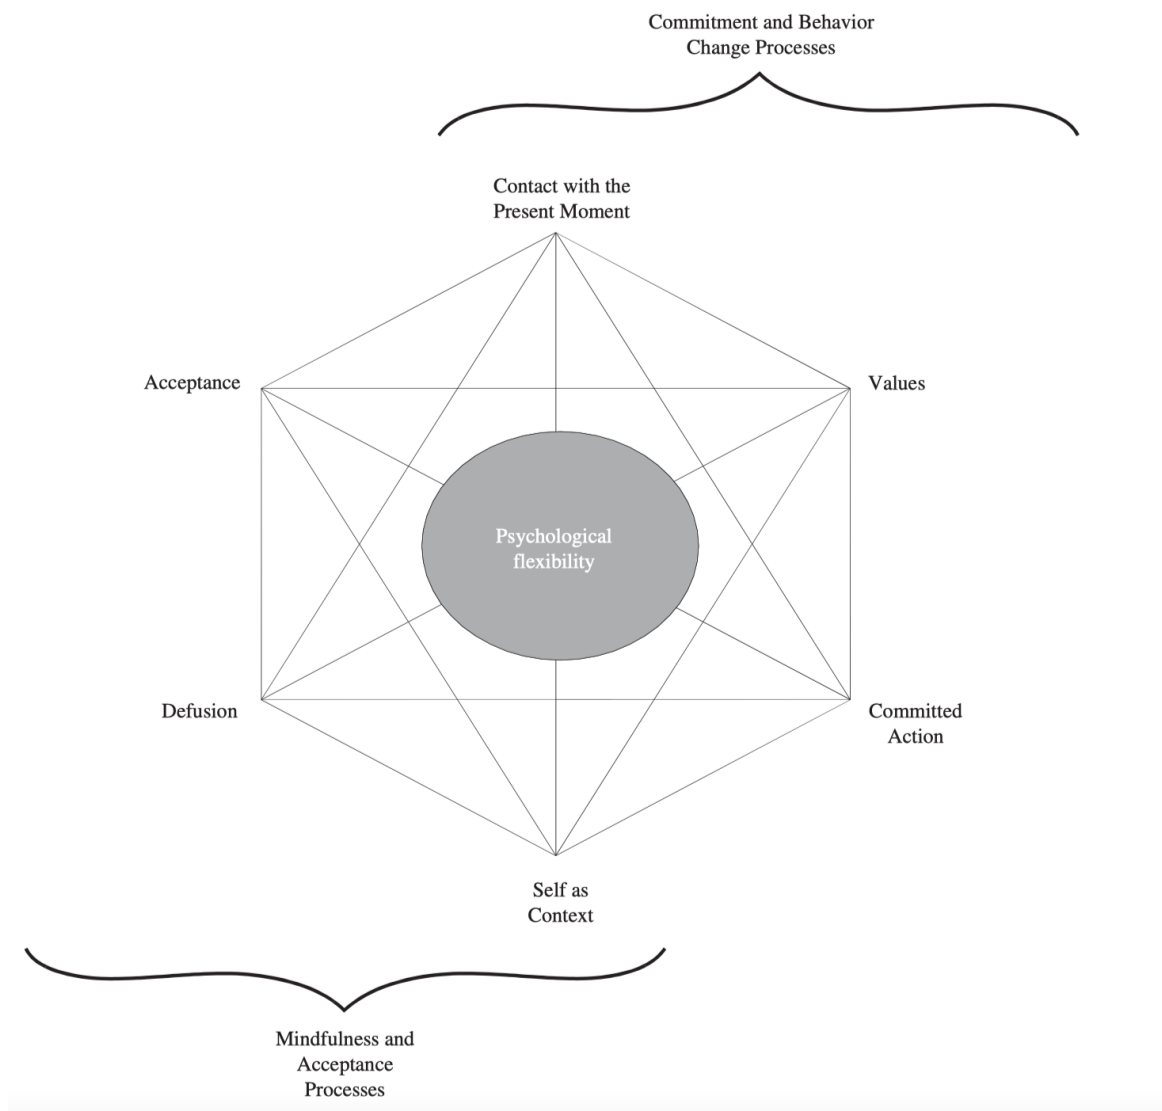 Commitment and Behavior
Change Processes
Contact with the
Present Moment
Acceptance
Values
Psychological
flexibility
Defusion
Committed
Action
Self as
Context
Mindfulness and
Acceptance
Processes